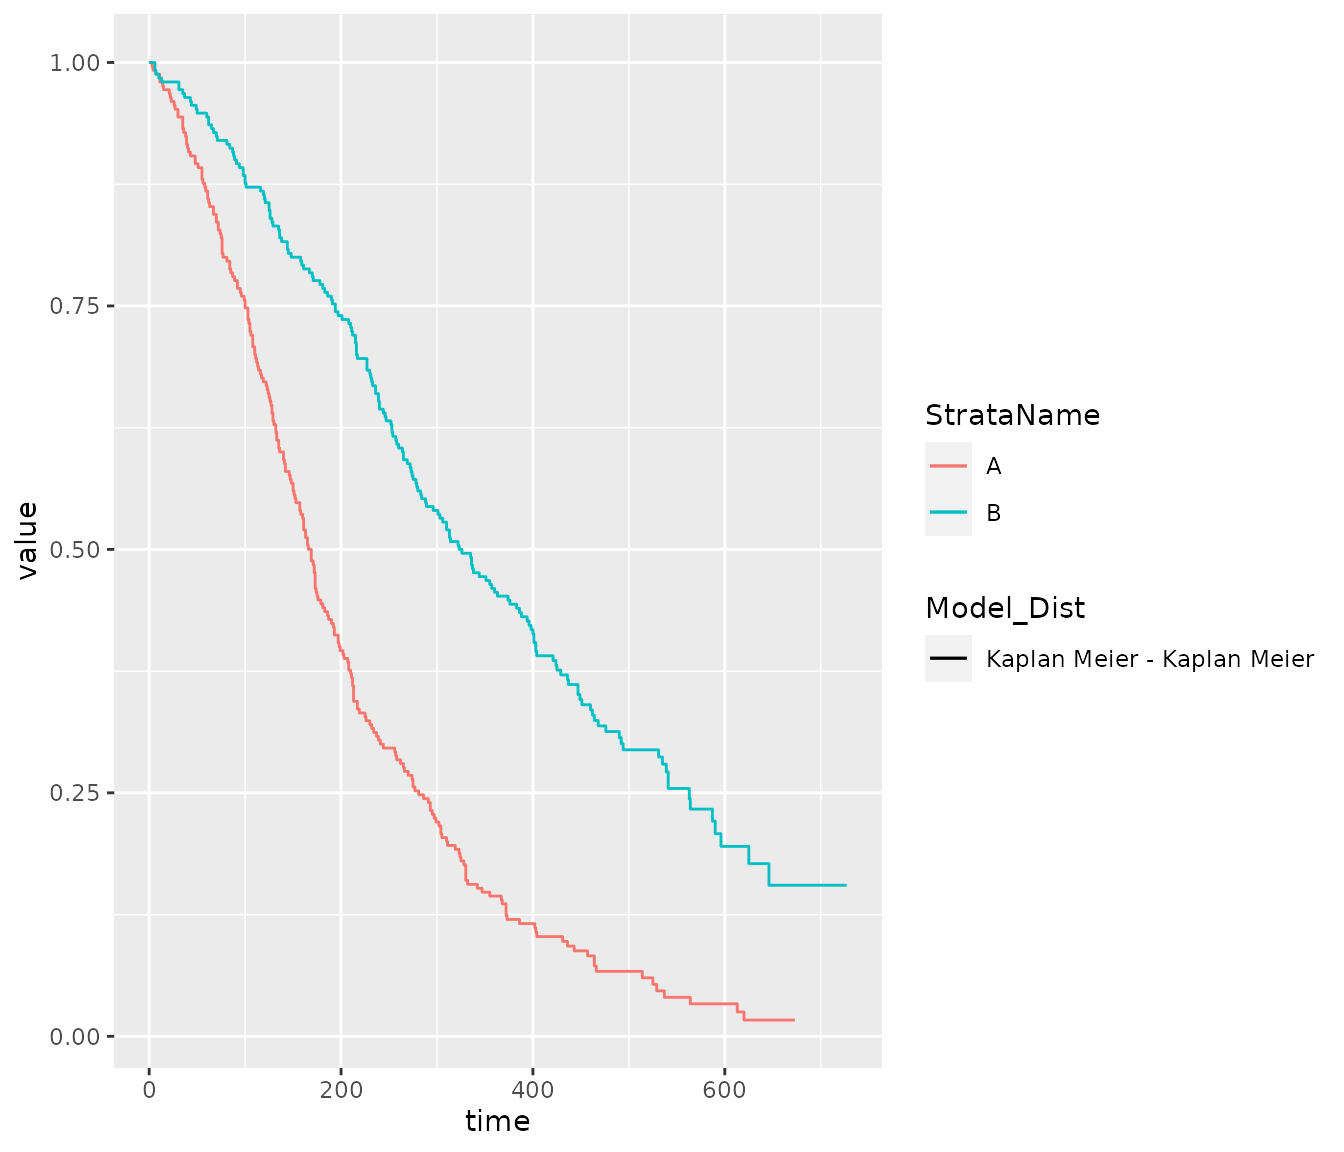 1.00
0.75
0.50
0.25
0.00
value
0
200
400
600
time
StrataName
A
B
Model_Dist
Kaplan Meier - Kaplan Meier